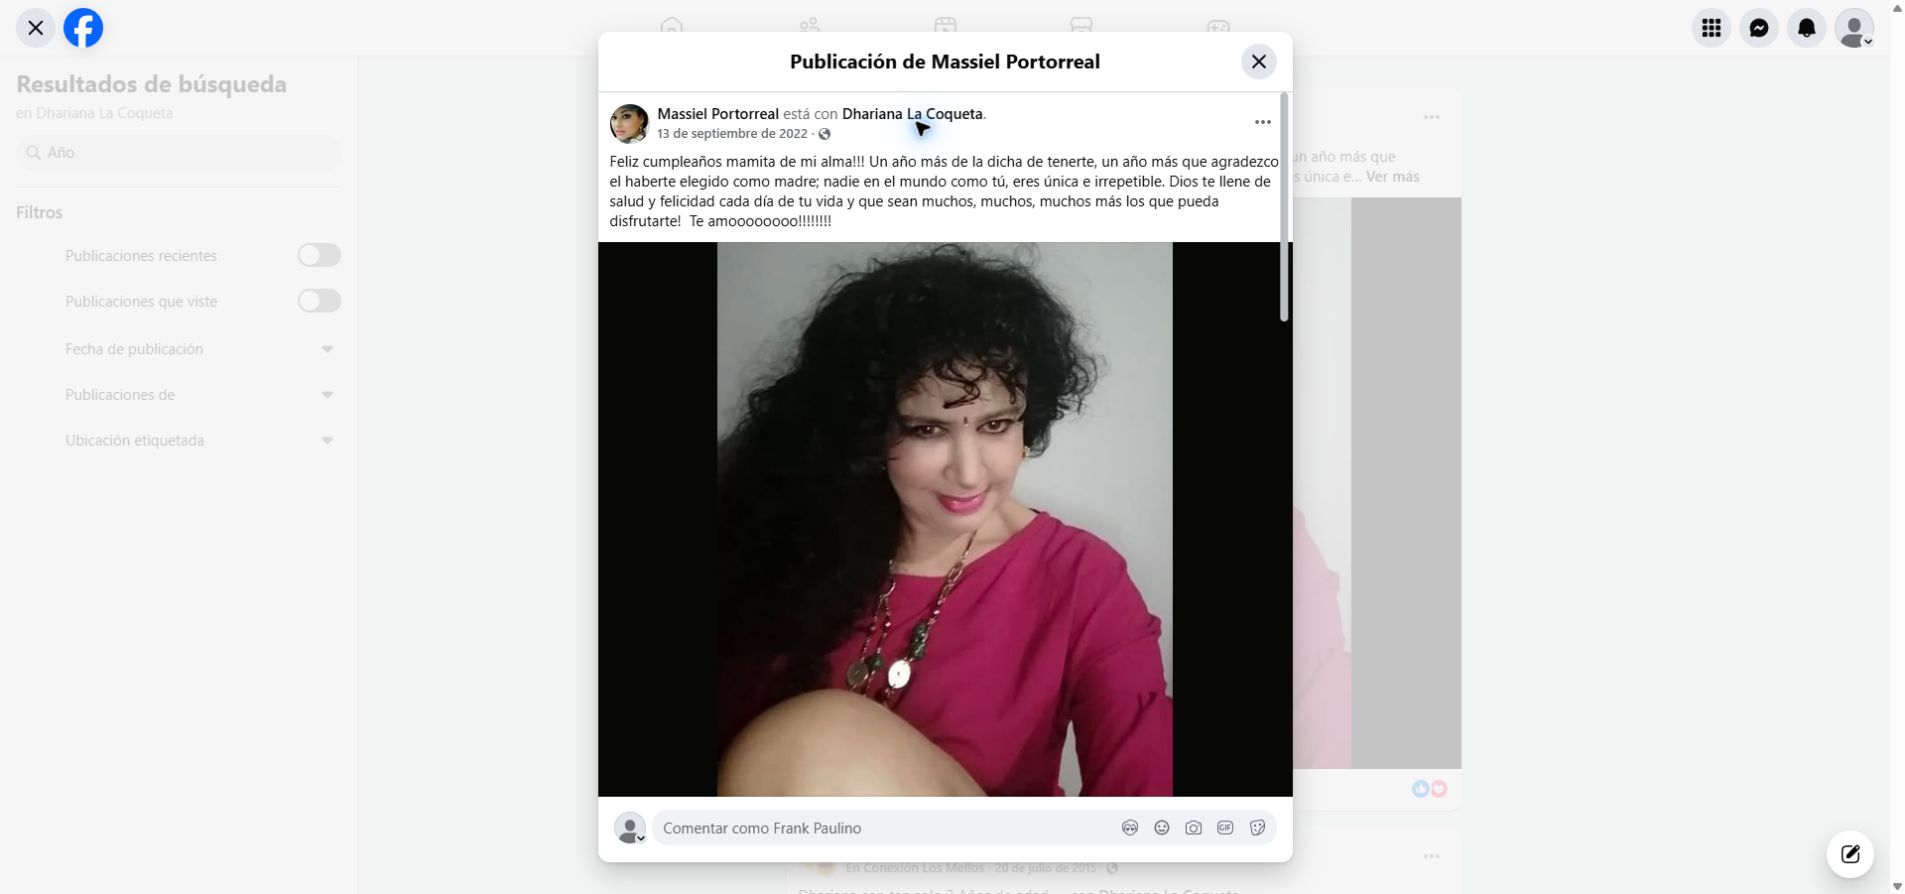 Publicación de Massiel Portorreal
Resultados de búsqueda
en Dhariana La Coqueta
Año
Filtros
Publicaciones recientes
Publicaciones que viste
Fecha de publicación
Publicaciones de
Ubicación etiquetada
Massiel Portorreal está con Dhariana La Coqueta.
13 de septiembre de 2022 ·
Feliz cumpleaños mamita de mi alma!!! Un año más de la dicha de tenerte, un año más que agradezco
el haberte elegido como madre; nadie en el mundo como tú, eres única e irrepetible. Dios te llene de
salud y felicidad cada día de tu vida y que sean muchos, muchos, muchos más los que pueda
disfrutarte!  Te amoooooooo!!!!!!!!
un año más que
es única e... Ver más
Comentar como Frank Paulino
GIF
En Conexión Los Mellos · 20 de julio de 2015 ·